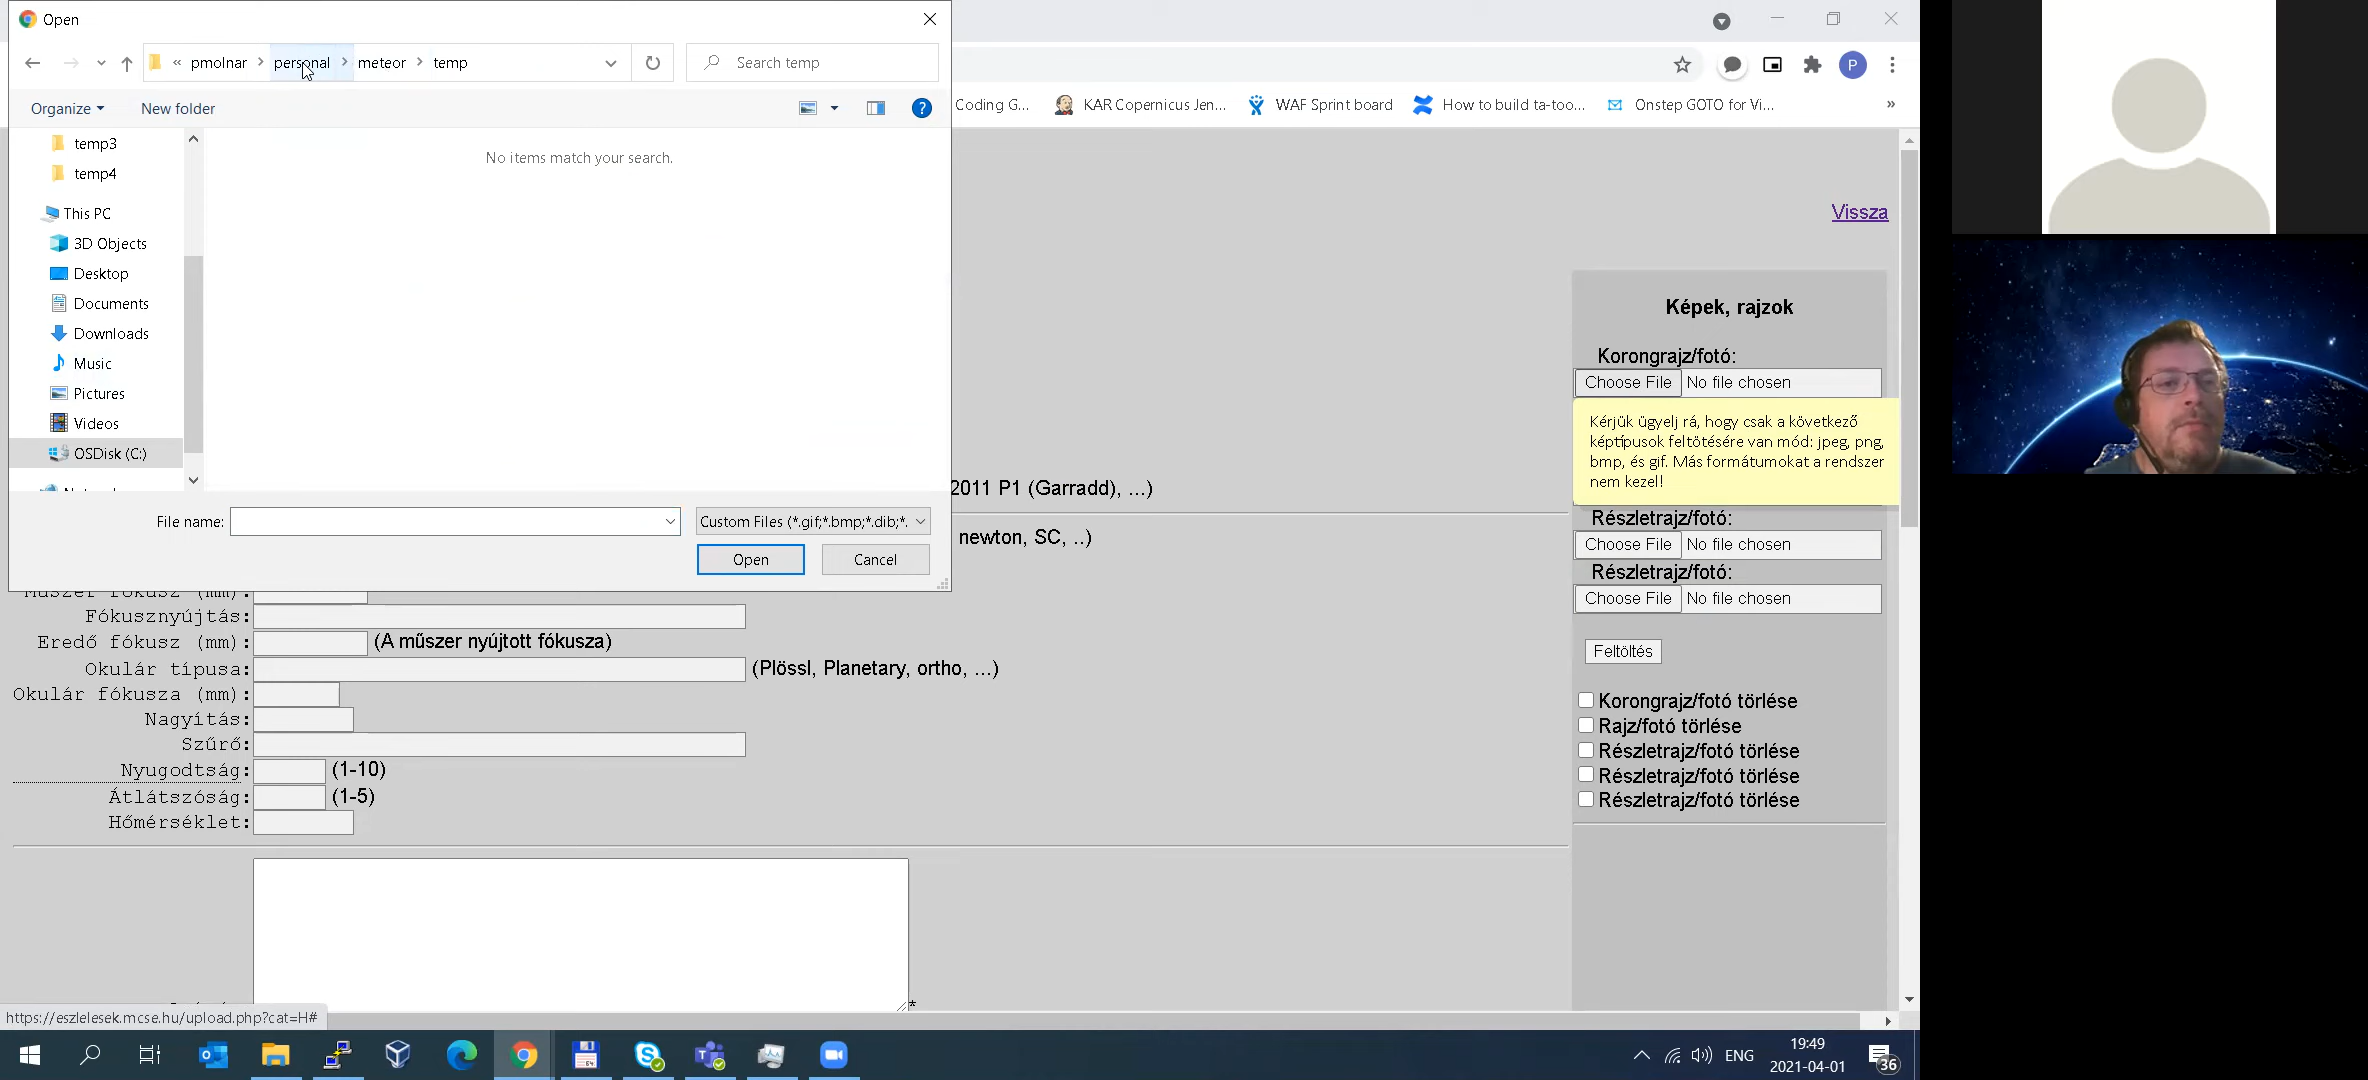 Open
« pmolnar > personal > meteor > temp
Search temp
Organize
New folder
P
Coding G...
KAR Copernicus Jen...
WAF Sprint board
How to build ta-too...
Onstep GOTO for Vi...
»
temp3
temp4
This PC
3D Objects
Desktop
Documents
Downloads
Music
Pictures
Videos
OSDisk (C:)
No items match your search.
File name:
Custom Files (*.gif;*.bmp;*.dib;*.
Open
Cancel
Vissza
Képek, rajzok
Korongrajz/fotó:
Choose File No file chosen
Kérjük ügyelj rá, hogy csak a következő
képtípusok feltötésére van mód: jpeg, png,
bmp, és gif. Más formátumokat a rendszer
nem kezel!
Részletrajz/fotó:
Choose File No file chosen
Részletrajz/fotó:
Choose File No file chosen
Feltöltés
Korongrajz/fotó törlése
Rajz/fotó törlése
Részletrajz/fotó törlése
Részletrajz/fotó törlése
Részletrajz/fotó törlése
2011 P1 (Garradd), ...)
newton, SC, ..)
Műszer fókusz (mm):
Fókusznyújtás:
Eredő fókusz (mm): (A műszer nyújtott fókusza)
Okulár típusa: (Plössl, Planetary, ortho, ...)
Okulár fókusza (mm):
Nagyítás:
Szűrő:
Nyugodtság: (1-10)
Átlátszóság: (1-5)
Hőmérséklet:
*
https://eszlelesek.mcse.hu/upload.php?cat=H#
ENG
19:49
2021-04-01
36